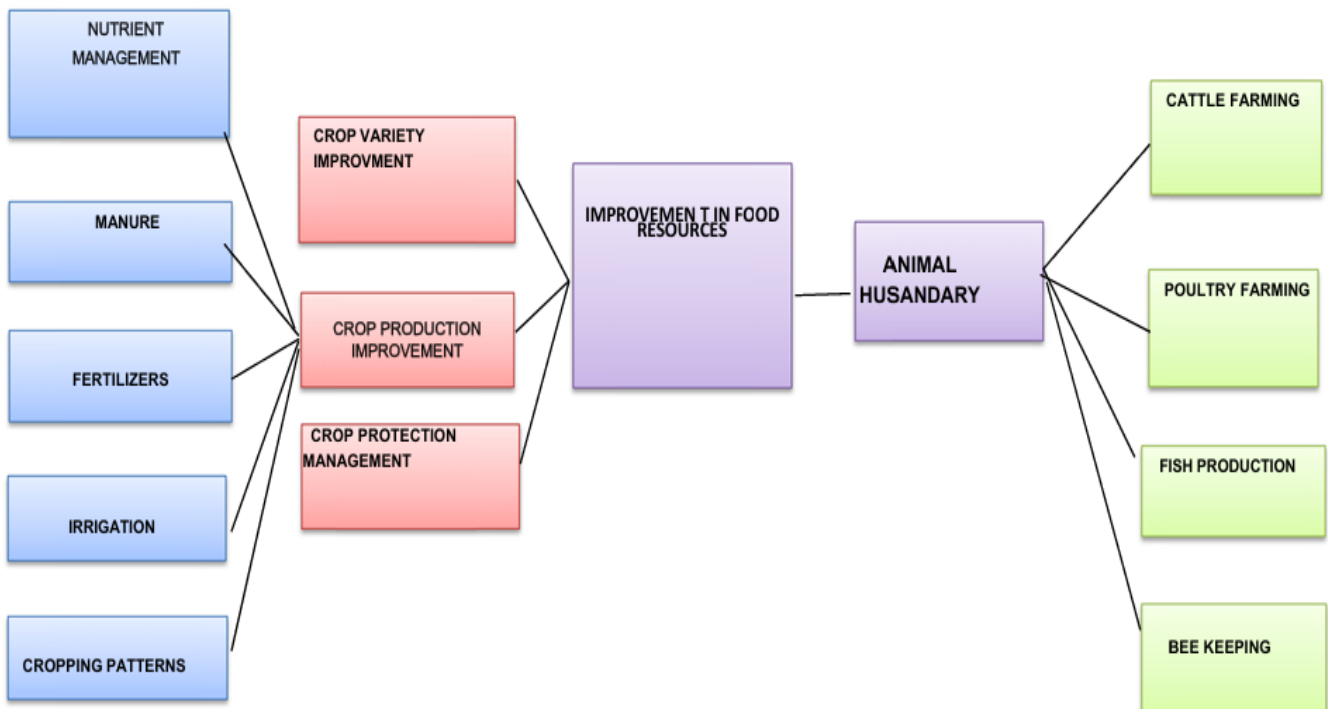 NUTRIENT
MANAGEMENT
MANURE
FERTILIZERS
IRRIGATION
CROPPING PATTERNS
CROP VARIETY
IMPROVMENT
CROP PRODUCTION
IMPROVEMENT
CROP PROTECTION
MANAGEMENT
IMPROVEMEN T IN FOOD
RESOURCES
ANIMAL
HUSANDARY
CATTLE FARMING
POULTRY FARMING
FISH PRODUCTION
BEE KEEPING